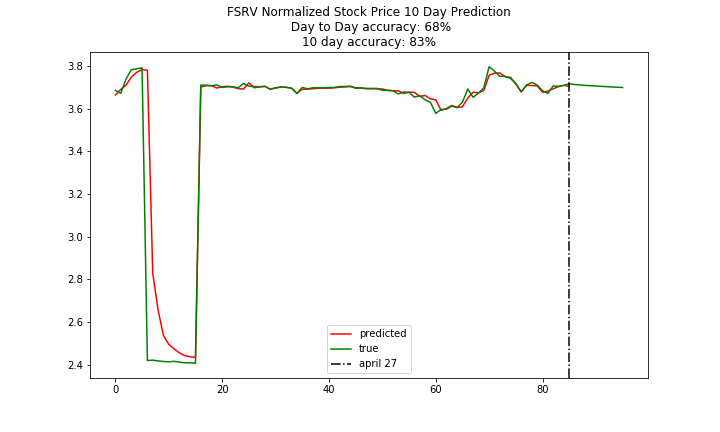 FSRV Normalized Stock Price 10 Day Prediction
Day to Day accuracy: 68%
10 day accuracy: 83%
3.8
3.6
3.4
3.2
3.0
2.8
2.6
2.4
predicted
true
april 27
0
20
40
60
80